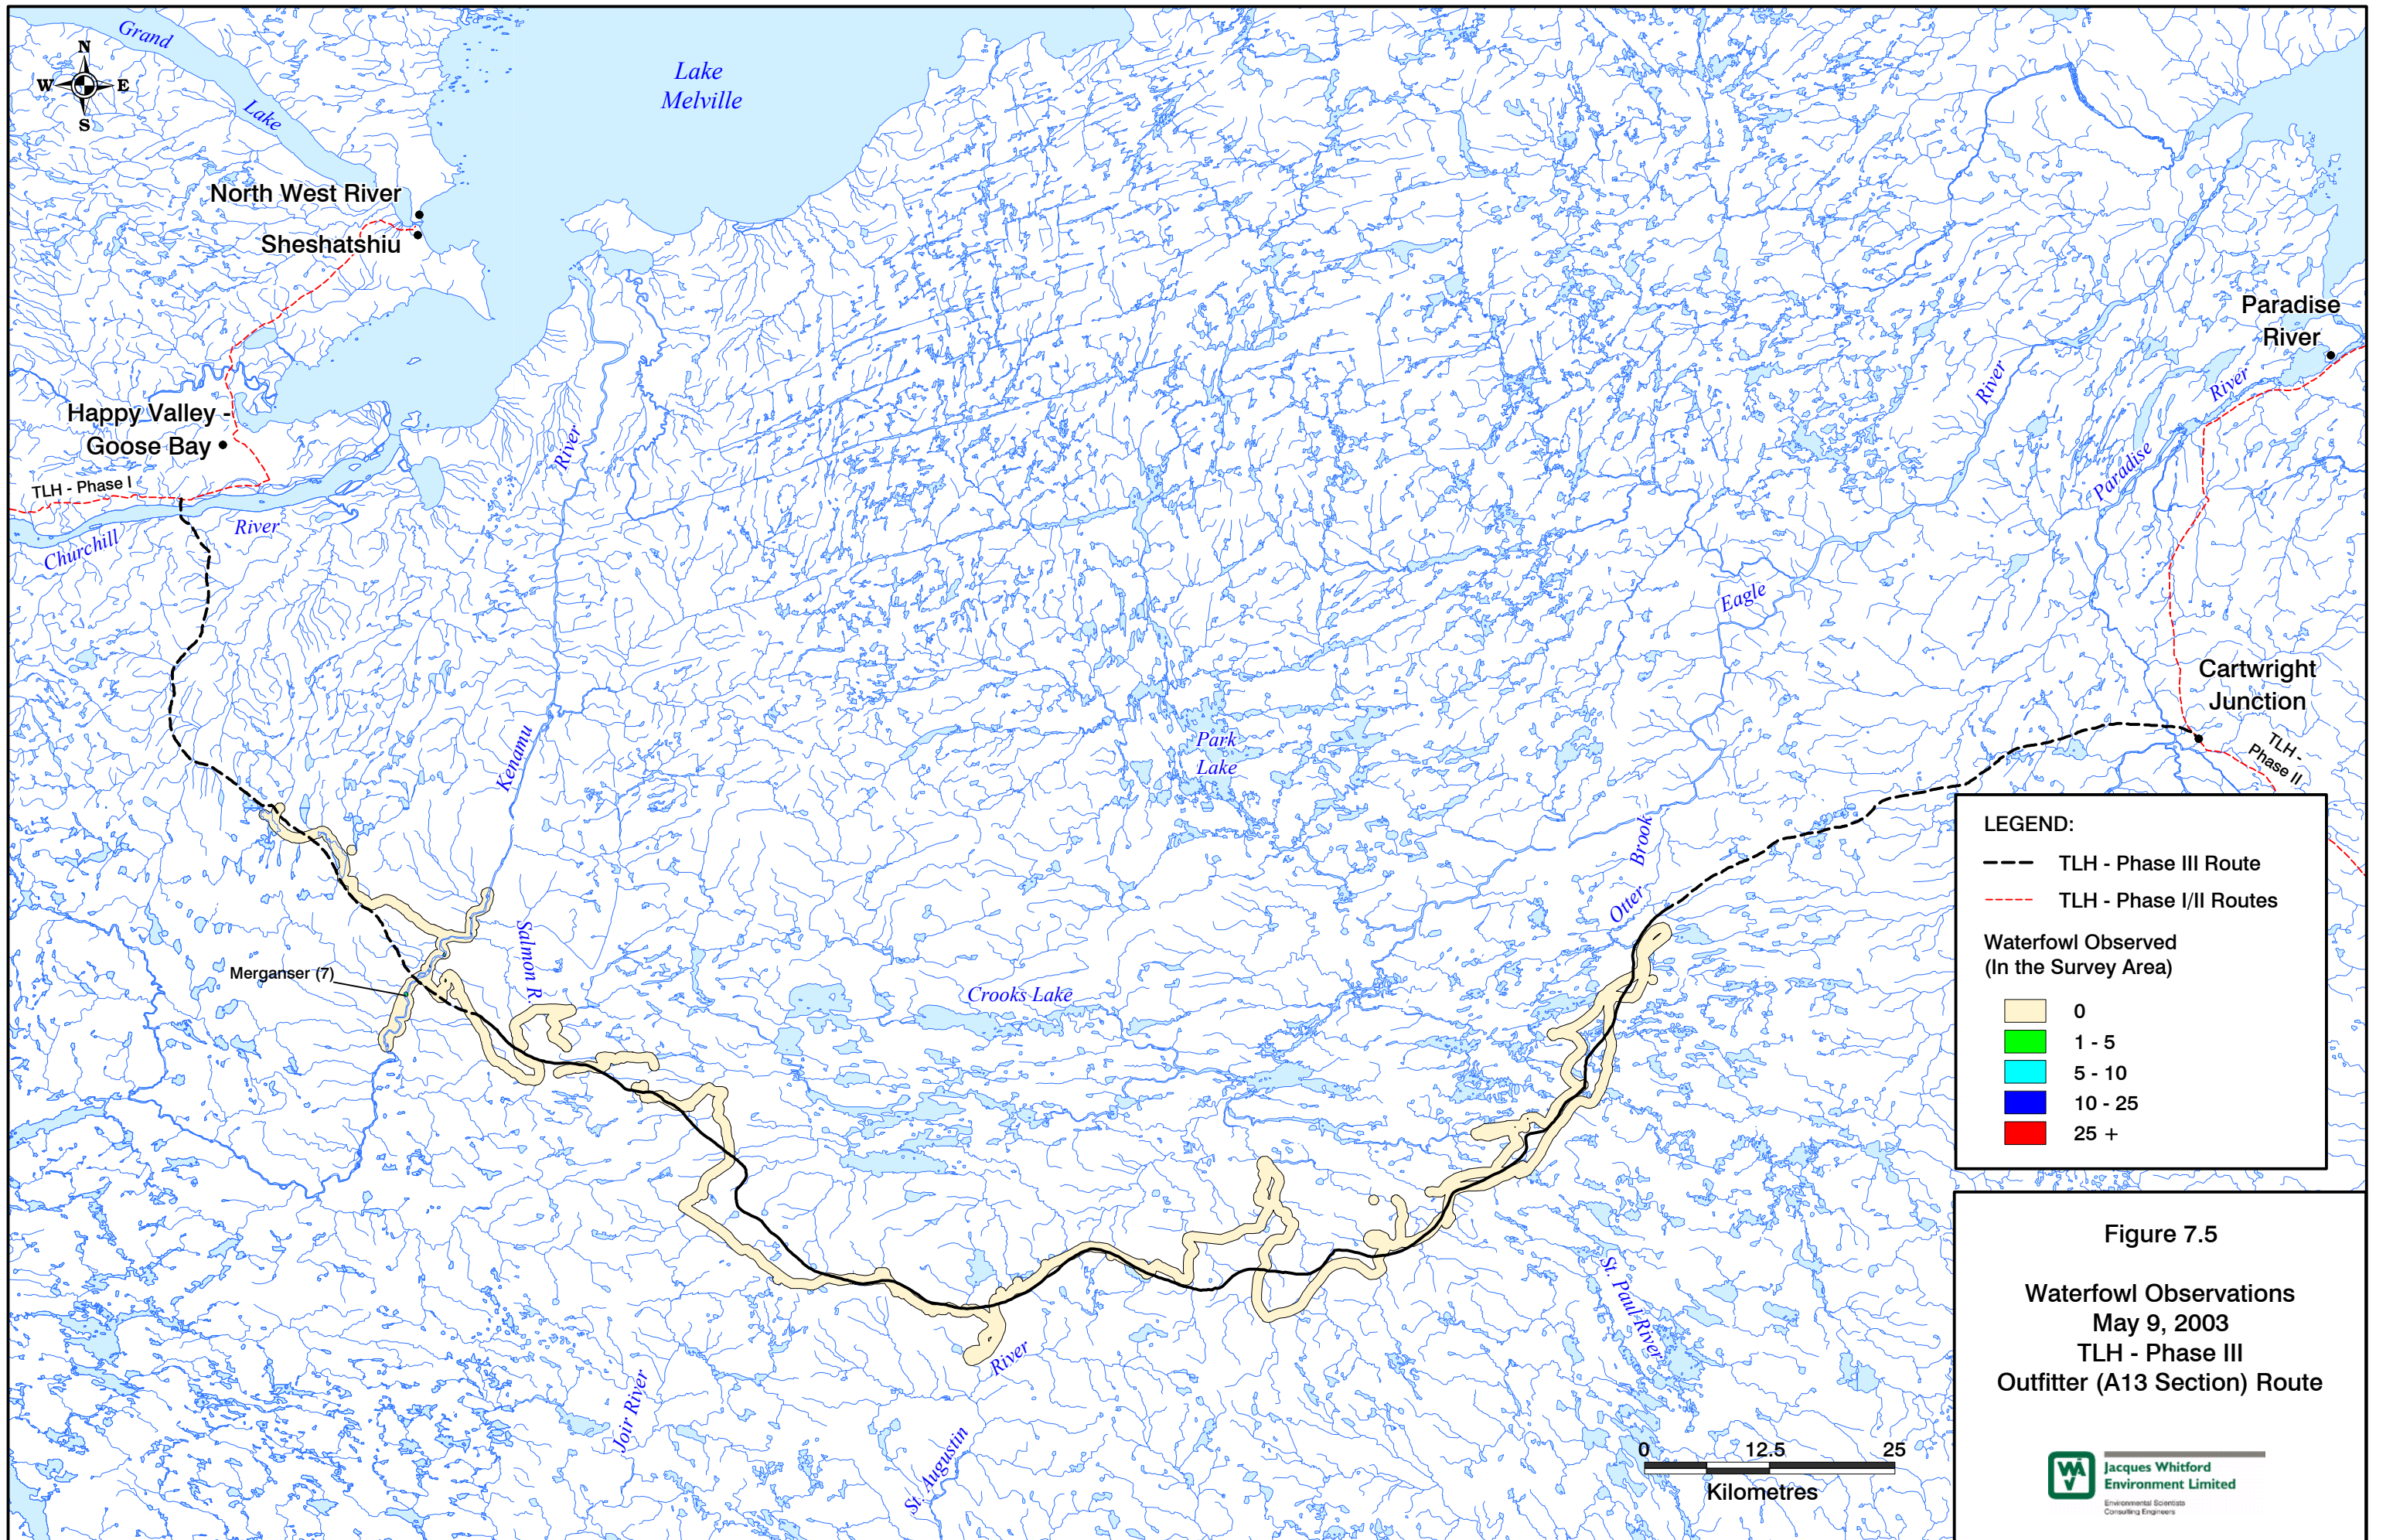 Grand
Lake
N
W E
S
Lake
Melville
North West River
Sheshatshiu
Happy Valley -
Goose Bay
TLH - Phase I
Churchill
River
River
Kenamu
Paradise
River
River
River
Paradise
Eagle
Cartwright
Junction
TLH -
Phase II
Park
Lake
Brook
Otter
Salmon R.
Merganser (7)
Crooks Lake
St. Paul River
River
St. Augustin
Joir River
LEGEND:
TLH - Phase III Route
TLH - Phase I/II Routes
Waterfowl Observed
(In the Survey Area)
0
1 - 5
5 - 10
10 - 25
25 +
0 12.5 25
Kilometres
Figure 7.5
Waterfowl Observations
May 9, 2003
TLH - Phase III
Outfitter (A13 Section) Route
Jacques Whitford
Environment Limited
Environmental Scientists
Consulting Engineers